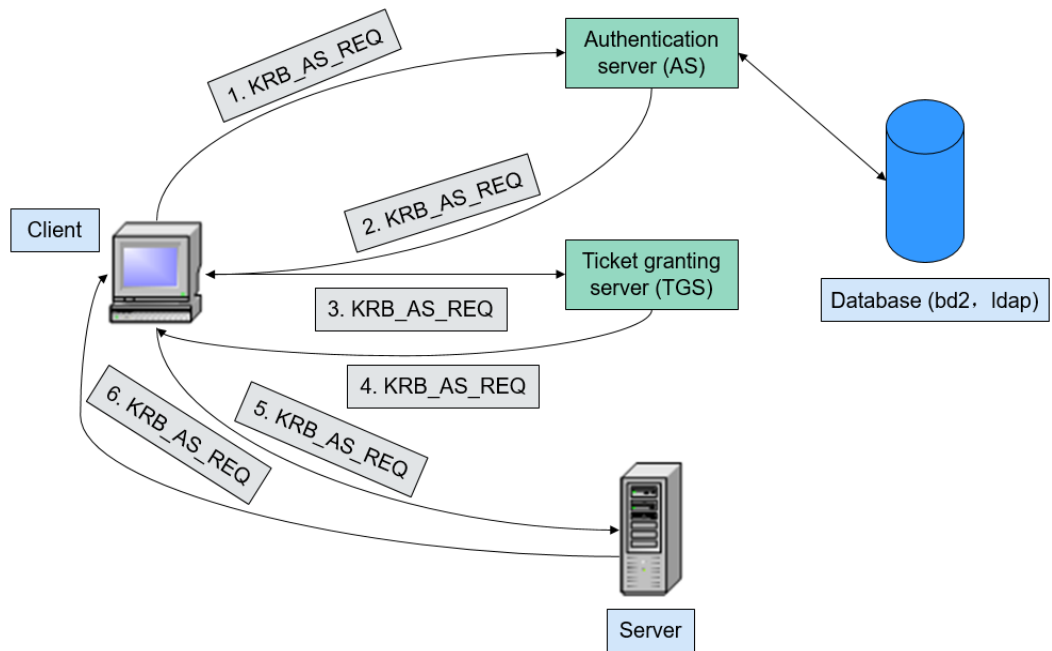 1. KRB_AS_REQ
Authentication
server (AS)
2. KRB_AS_REQ
Client
Ticket granting
server (TGS)
Database (bd2，ldap)
3. KRB_AS_REQ
4. KRB_AS_REQ
6. KRB_AS_REQ
5. KRB_AS_REQ
Server